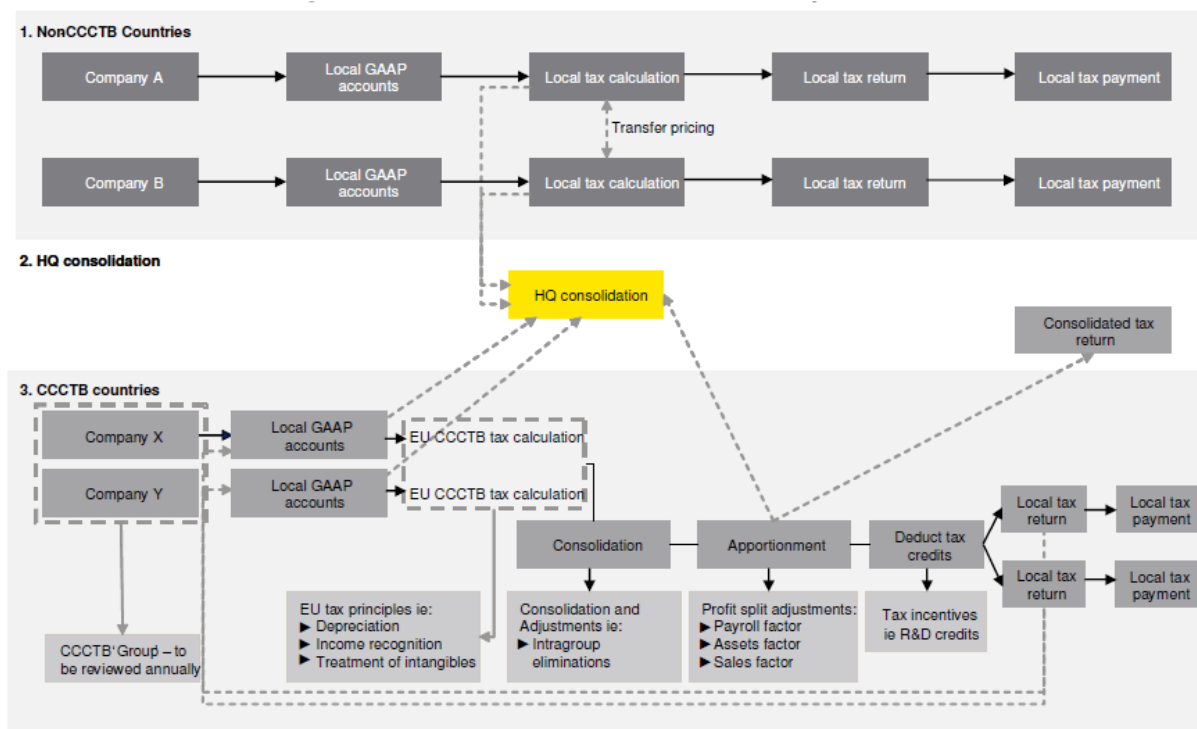 1. NonCCCTB Countries
Company A
Local GAAP
accounts
Local tax calculation
Local tax return
Local tax payment
Transfer pricing
Company B
Local GAAP
accounts
Local tax calculation
Local tax return
Local tax payment
2. HQ consolidation
HQ consolidation
Consolidated tax
return
3. CCCTB countries
Company X
Local GAAP
accounts
EU CCCTB tax calculation
Company Y
Local GAAP
accounts
EU CCCTB tax calculation
Consolidation
Apportionment
Deduct tax
credits
Local tax
return
Local tax
payment
Local tax
return
Local tax
payment
CCCTB 'Group' – to
be reviewed annually
EU tax principles ie:
► Depreciation
► Income recognition
► Treatment of intangibles
Consolidation and
Adjustments ie:
► Intragroup
eliminations
Profit split adjustments:
► Payroll factor
► Assets factor
► Sales factor
Tax incentives
ie R&D credits